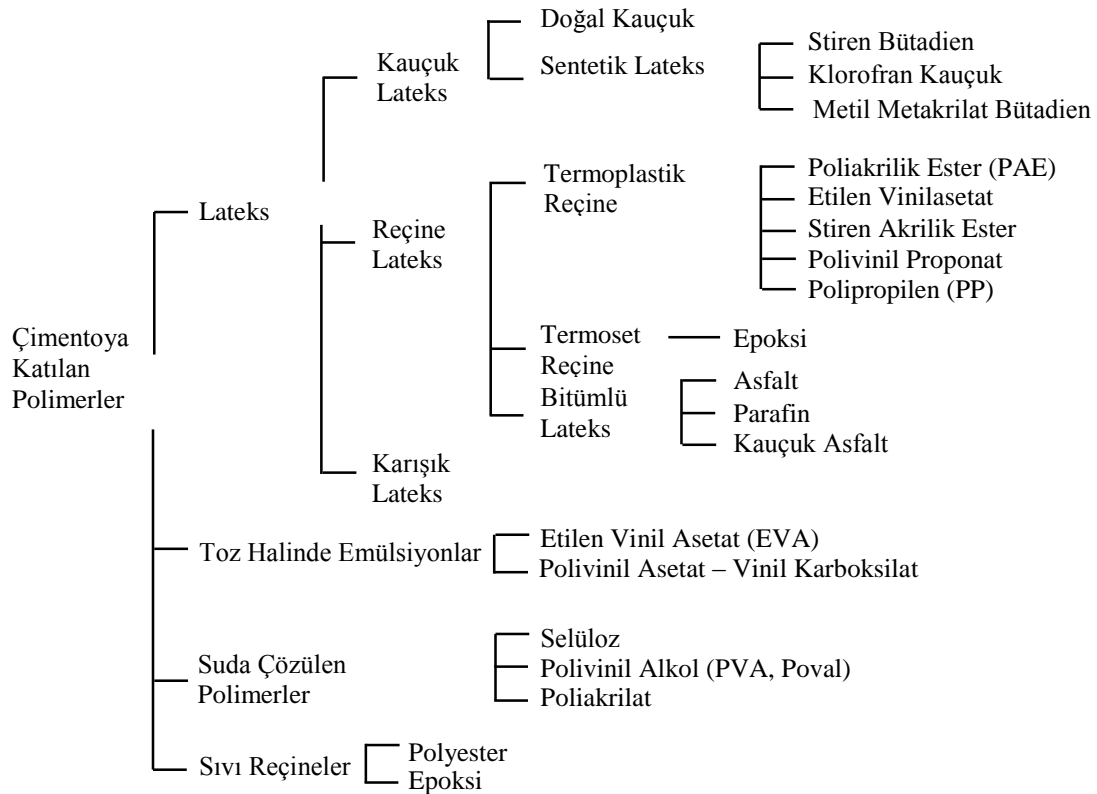 Doğal Kauçuk
Kauçuk
Lateks
Sentetik Lateks
Stiren Bütadien
Klorofran Kauçuk
Metil Metakrilat Bütadien
Lateks
Reçine
Lateks
Termoplastik
Reçine
Poliakrilik Ester (PAE)
Etilen Vinilasetat
Stiren Akrilik Ester
Polivinil Proponat
Polipropilen (PP)
Çimentoya
Katılan
Polimerler
Termoset
Reçine
Epoksi
Bitümlü
Lateks
Asfalt
Parafin
Kauçuk Asfalt
Karışık
Lateks
Toz Halinde Emülsiyonlar
Etilen Vinil Asetat (EVA)
Polivinil Asetat – Vinil Karboksilat
Suda Çözülen
Polimerler
Selüloz
Polivinil Alkol (PVA, Poval)
Poliakrilat
Sıvı Reçineler
Polyester
Epoksi